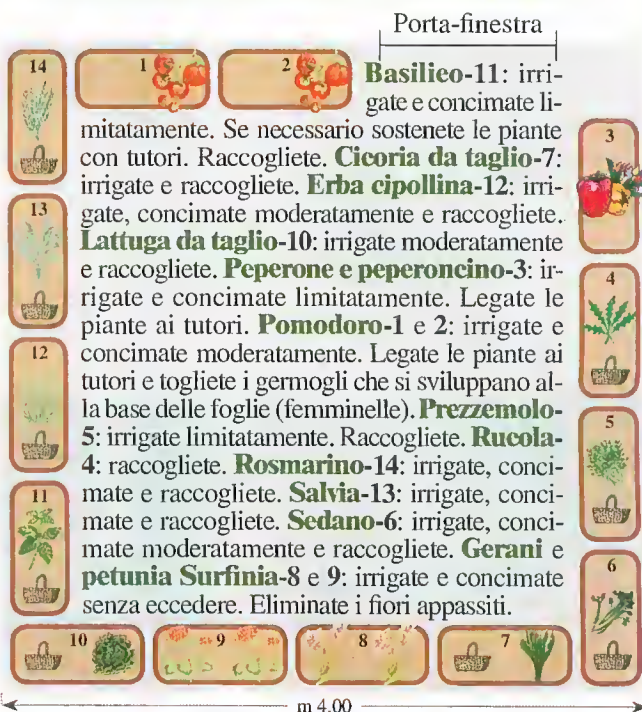 Porta-finestra
14
1
2
Basilico-11: irri-
gate e concimate li-
mitatamente. Se necessario sostenete le piante
con tutori. Raccogliete. Cicoria da taglio-7:
irrigate e raccogliete. Erba cipollina-12: irri-
gate, concimate moderatamente e raccogliete.
Lattuga da taglio-10: irrigate moderatamente
e raccogliete. Peperone e peperoncino-3: ir-
rigate e concimate limitatamente. Legate le
piante ai tutori. Pomodoro-1 e 2: irrigate e
concimate moderatamente. Legate le piante ai
tutori e togliete i germogli che si sviluppano al-
la base delle foglie (femminelle). Prezzemolo-
5: irrigate limitatamente. Raccogliete. Rucola-
4: raccogliete. Rosmarino-14: irrigate, conci-
mate e raccogliete. Salvia-13: irrigate, conci-
mate e raccogliete. Sedano-6: irrigate, conci-
mate moderatamente e raccogliete. Gerani e
petunia Surfinia-8 e 9: irrigate e concimate
senza eccedere. Eliminate i fiori appassiti.
3
13
4
12
5
11
6
10
9
8
7
m 4,00